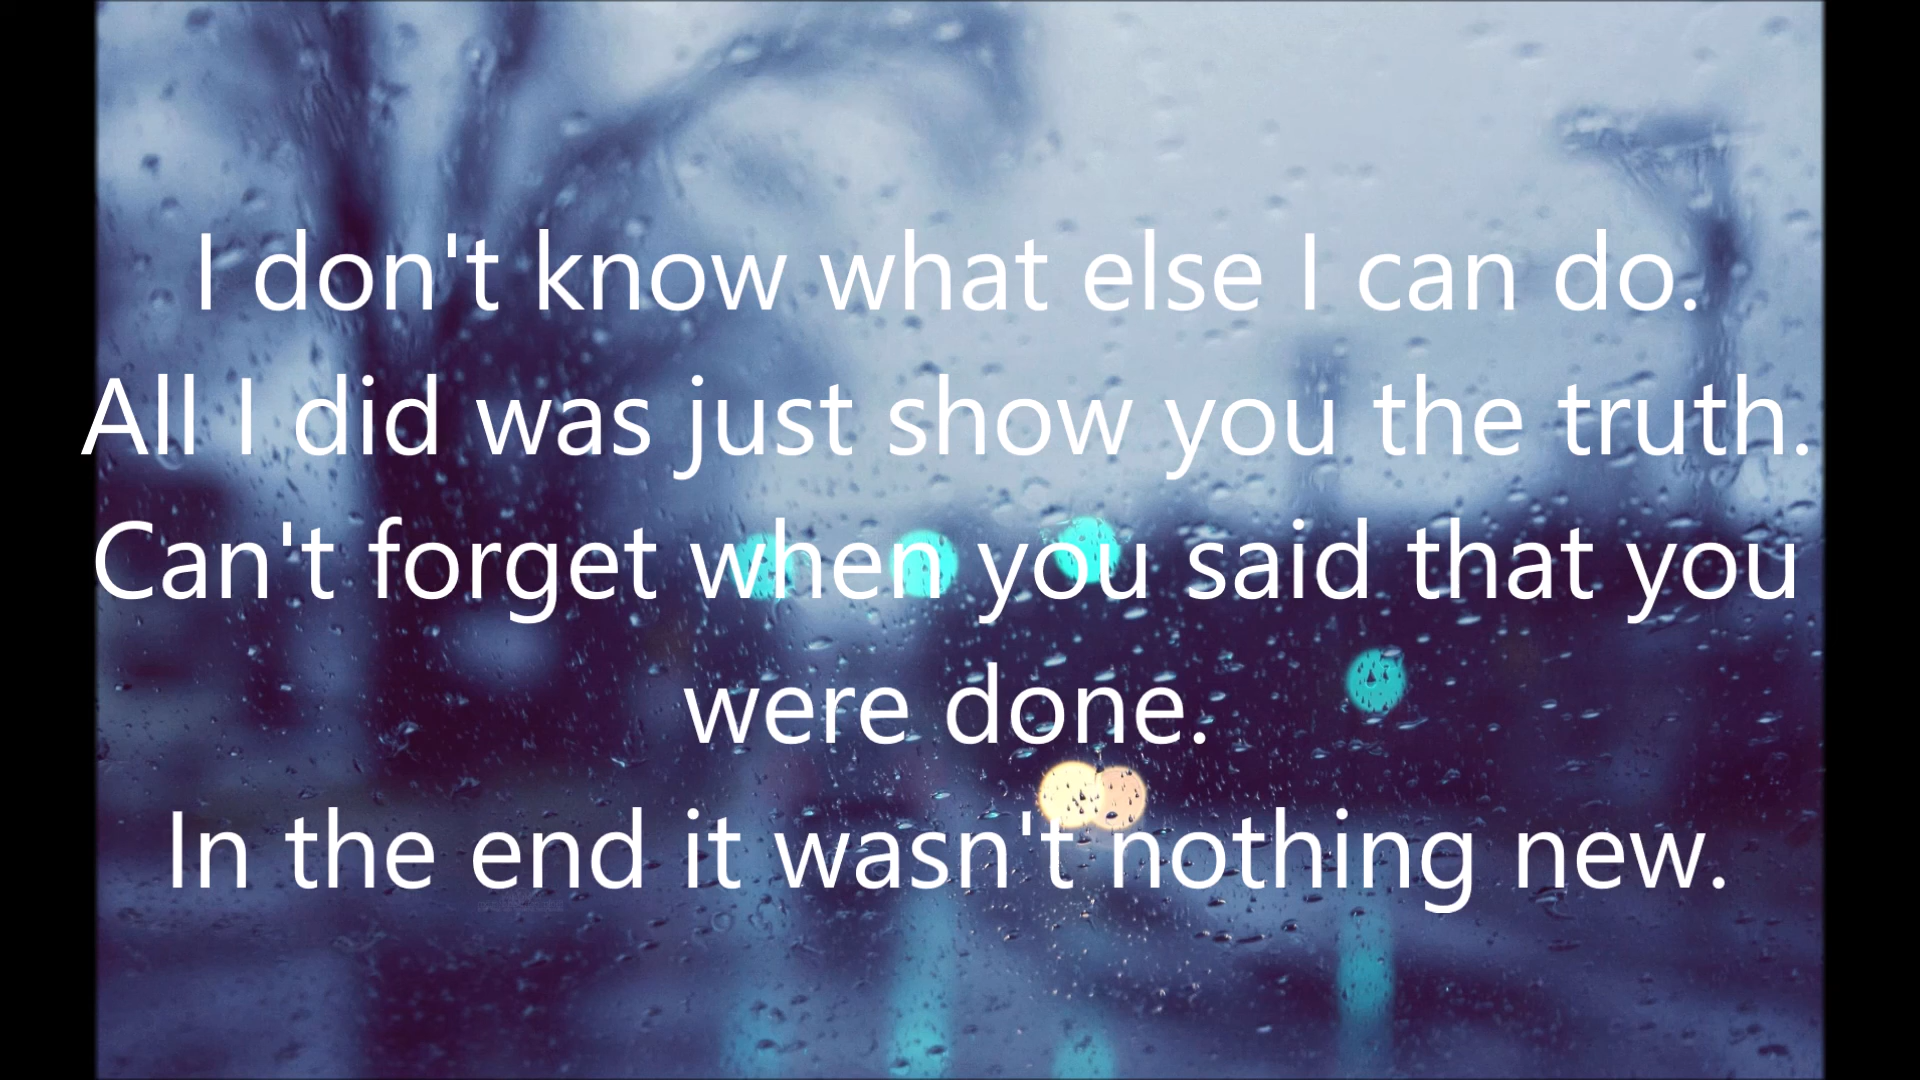 I don't know what else I can do.
All I did was just show you the truth.
Can't forget when you said that you
were done.
In the end it wasn't nothing new.